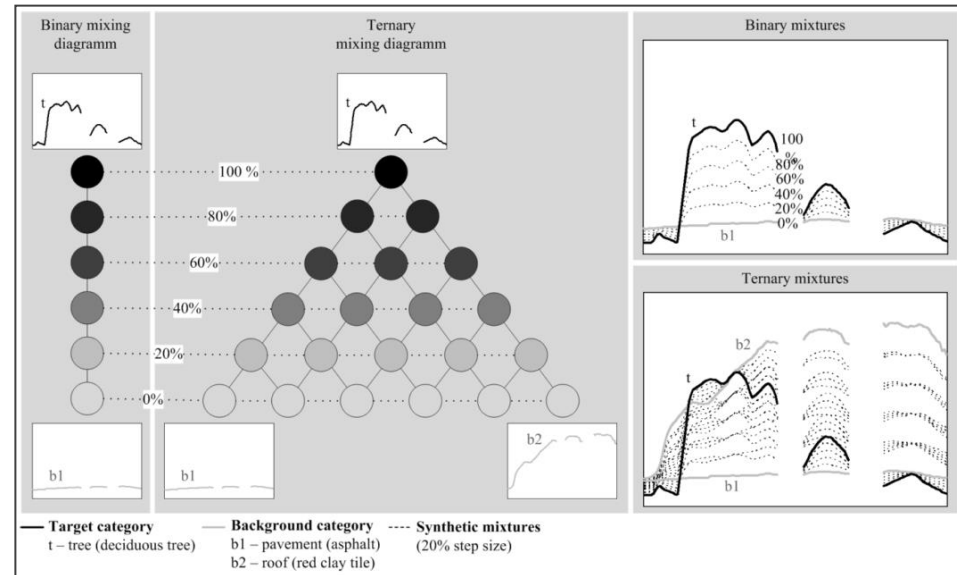 Binary mixing
diagramm
Ternary
mixing diagramm
Binary mixtures
t
t
t
100
%
80%
60%
40%
20%
0%
b1
100 %
80%
60%
40%
20%
0%
Ternary mixtures
b2
t
b1
b1
b1
b2
Target category
t – tree (deciduous tree)
Background category
b1 – pavement (asphalt)
b2 – roof (red clay tile)
Synthetic mixtures
(20% step size)